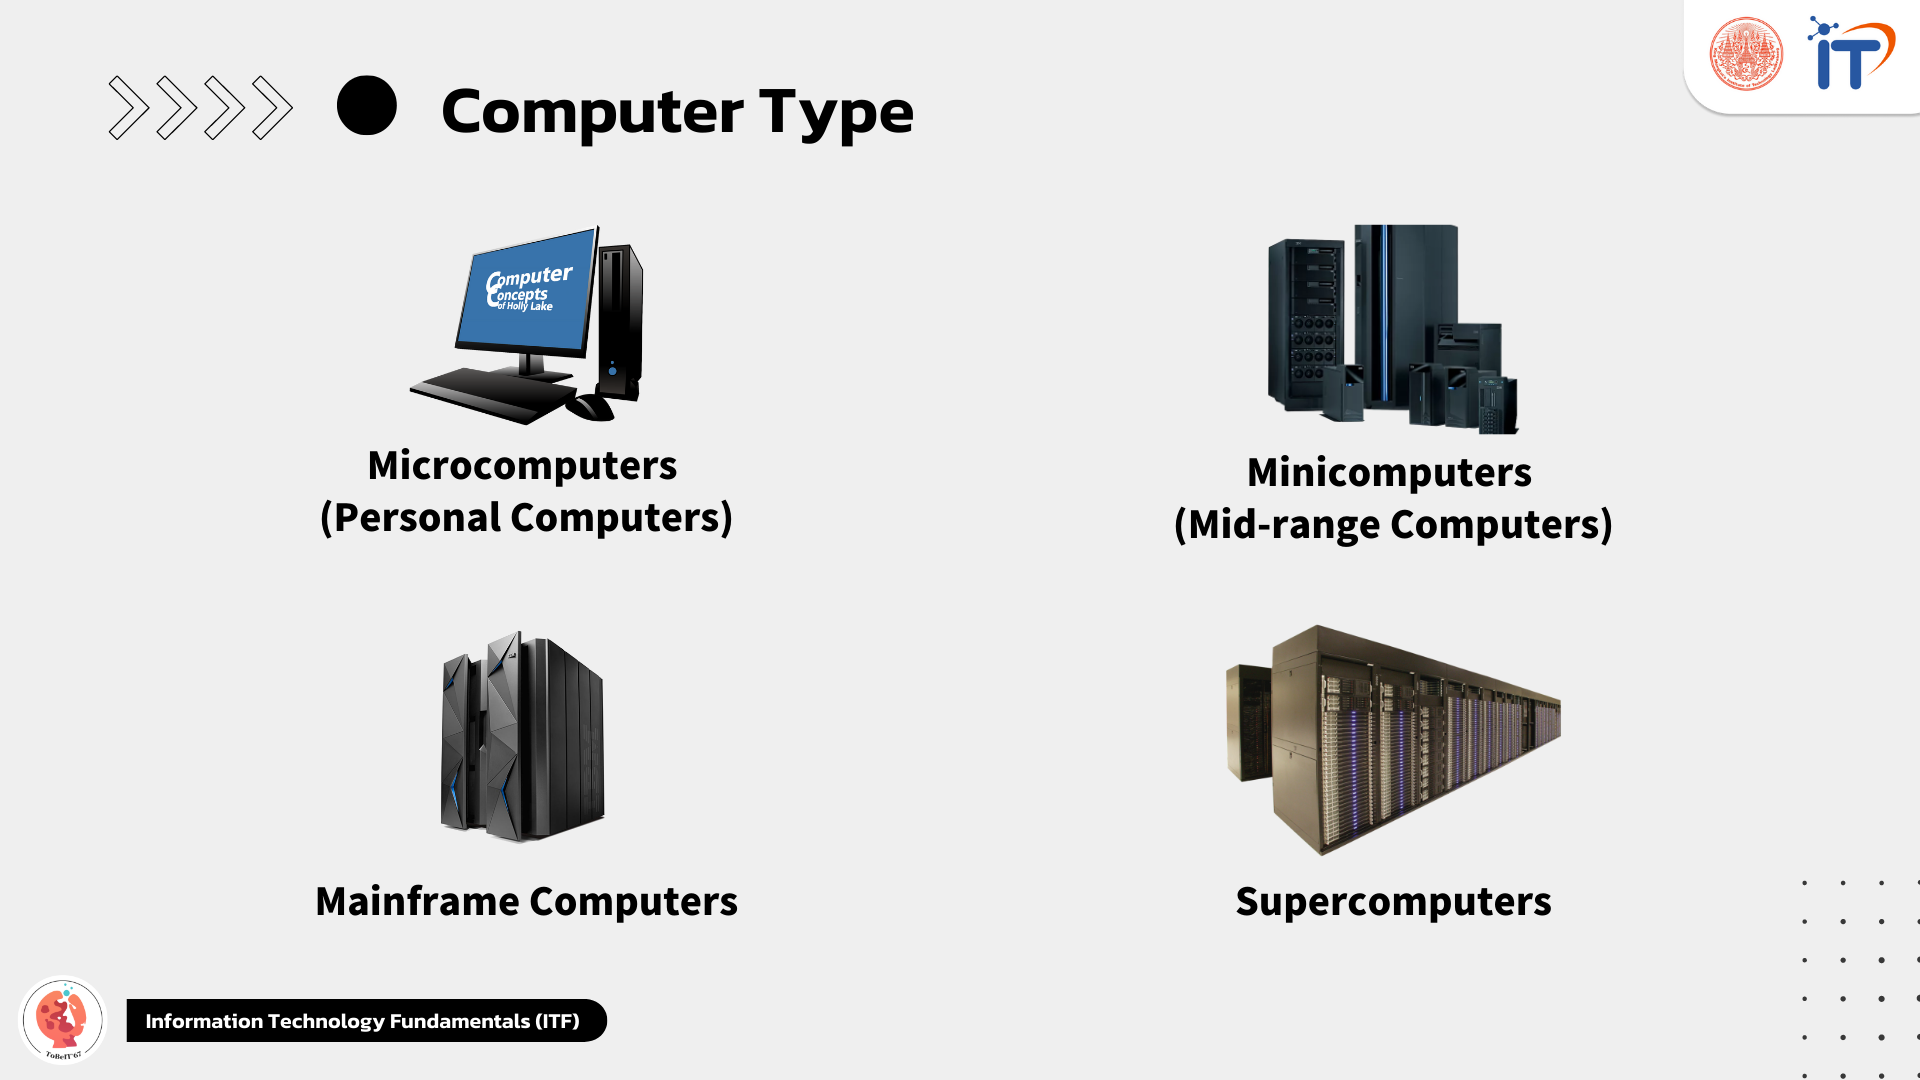 Computer Type
iT
Computer
Concepts
of Holly Lake
Microcomputers
(Personal Computers)
Minicomputers
(Mid-range Computers)
Mainframe Computers
Supercomputers
ToBeIT'67
Information Technology Fundamentals (ITF)